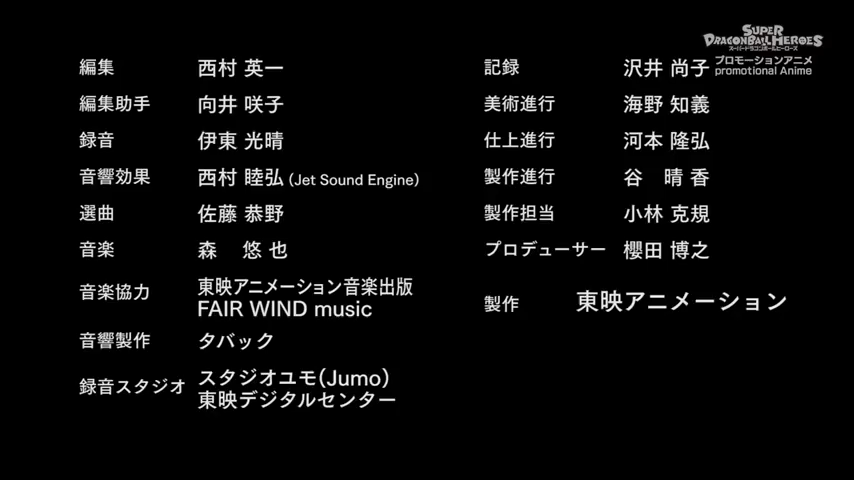 SUPER
DRAGONBALL HEROES
スーパードラゴンボールヒーローズ
プロモーションアニメ
promotional Anime
編集 西村 英一
編集助手 向井 咲子
録音 伊東 光晴
音響効果 西村 睦弘 (Jet Sound Engine)
選曲 佐藤 恭野
音楽 森 悠 也
音楽協力 東映アニメーション音楽出版
FAIR WIND music
音響製作 タバック
録音スタジオ スタジオユモ(Jumo)
東映デジタルセンター
記録 沢井 尚子
美術進行 海野 知義
仕上進行 河本 隆弘
製作進行 谷 晴 香
製作担当 小林 克規
プロデューサー 櫻田 博之
製作 東映アニメーション